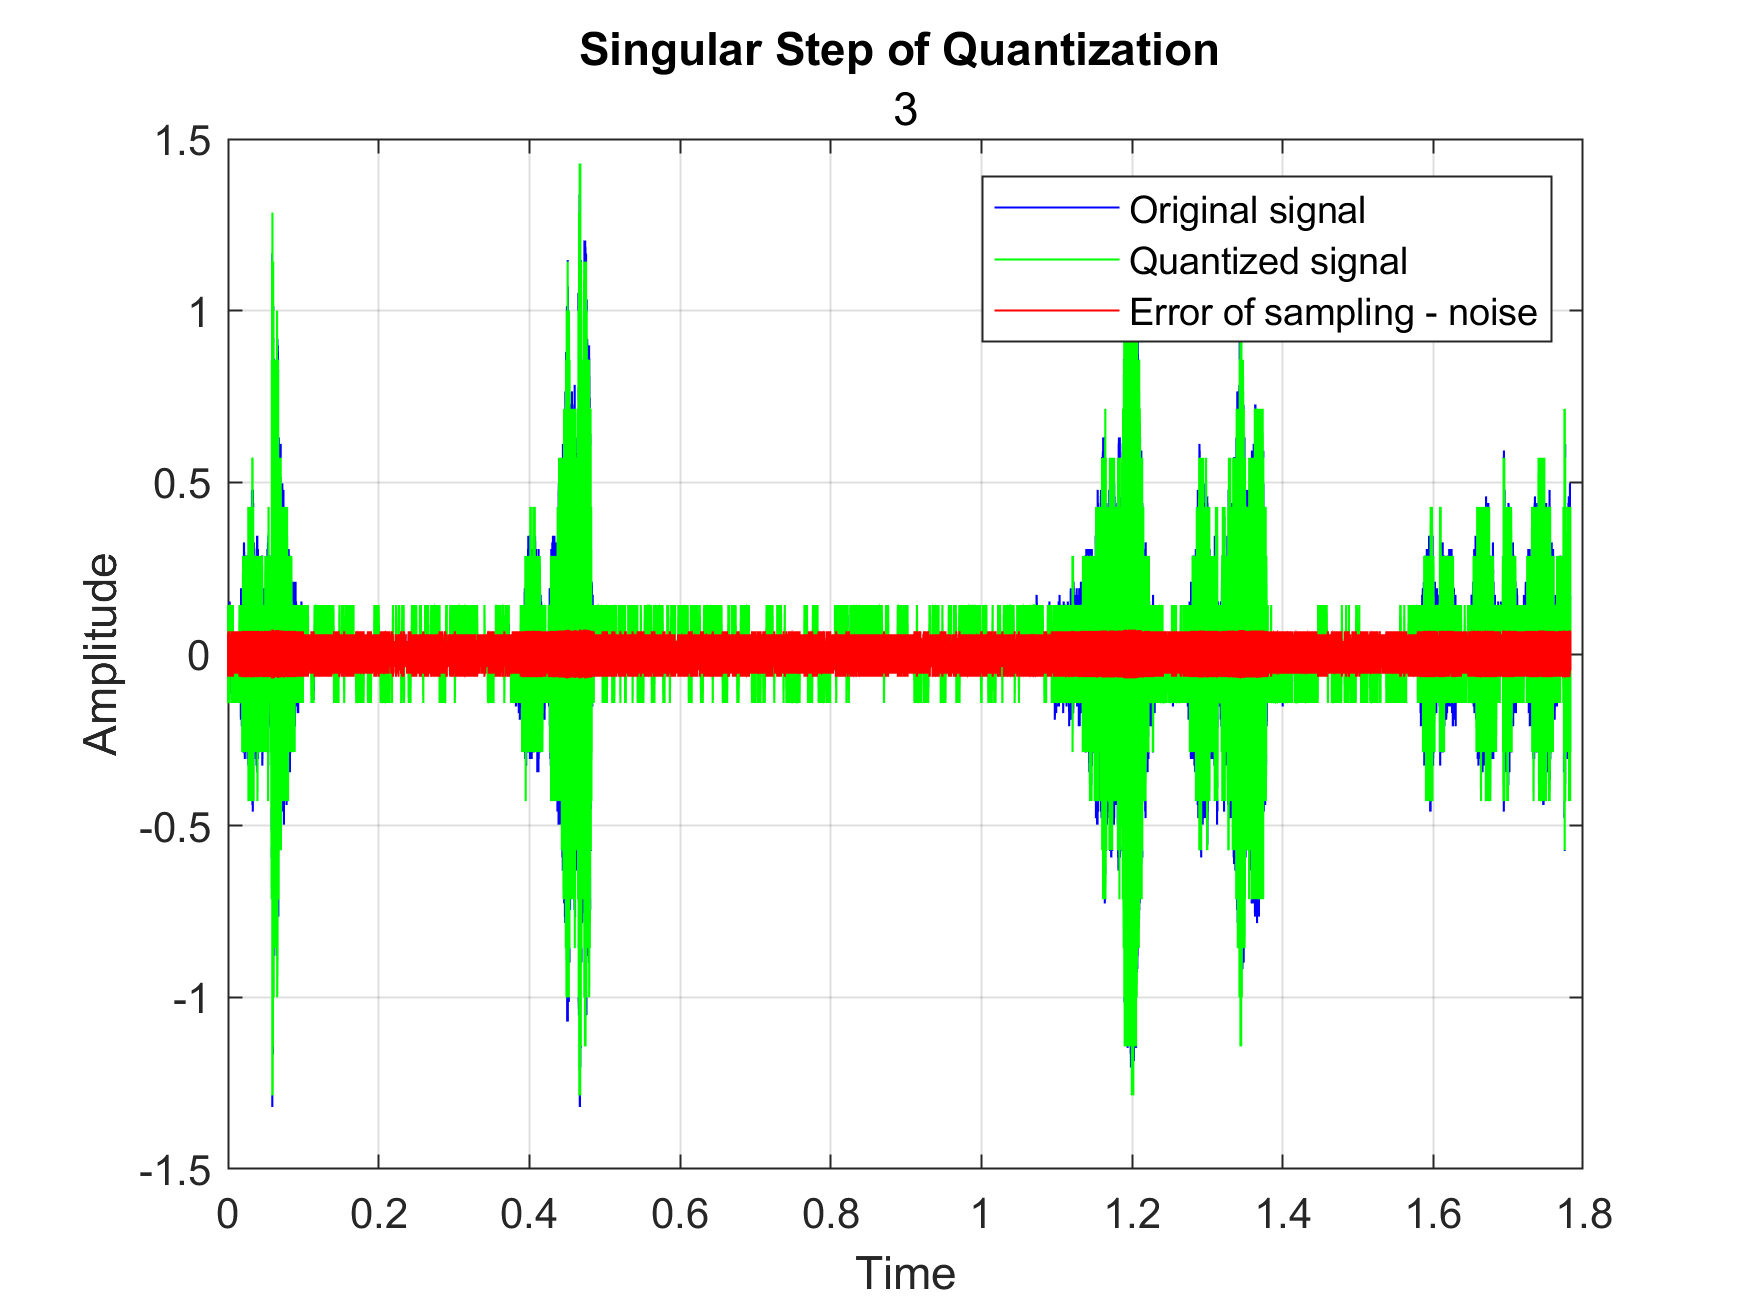 Singular Step of Quantization
3
1.5
1
0.5
0
-0.5
-1
-1.5
Amplitude
Original signal
Quantized signal
Error of sampling - noise
0 0.2 0.4 0.6 0.8 1 1.2 1.4 1.6 1.8
Time